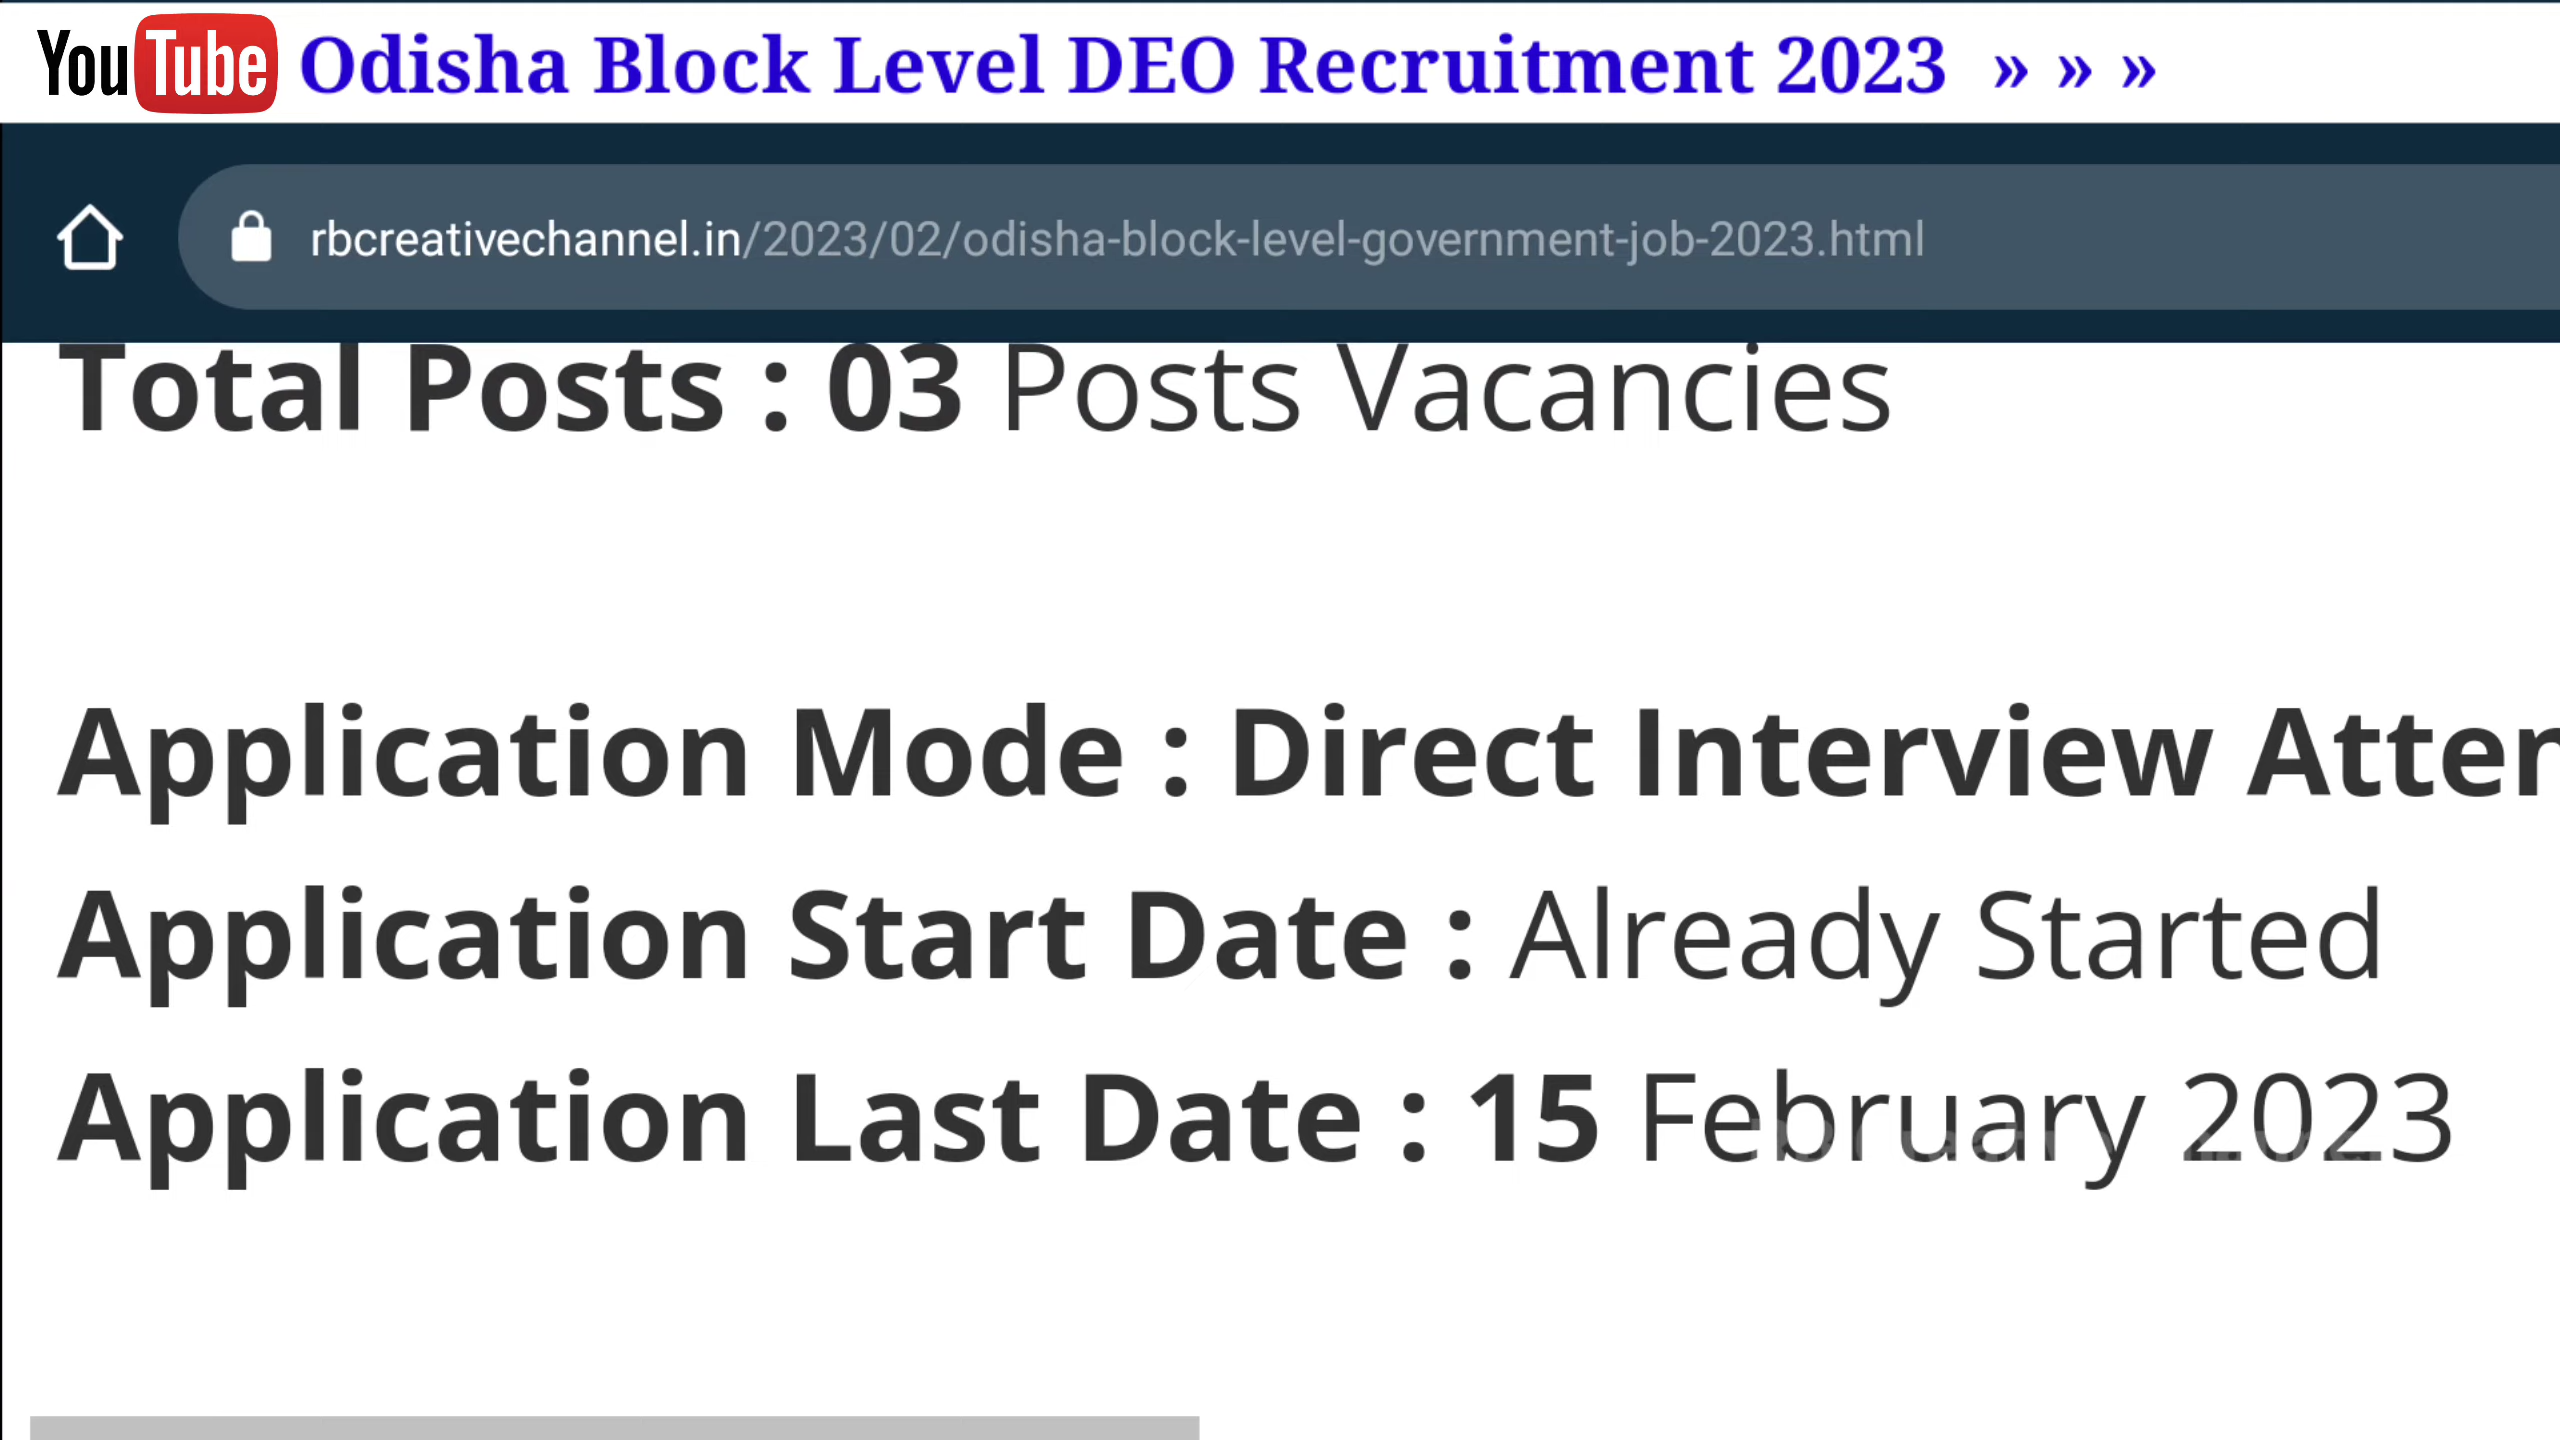 YouTube Odisha Block Level DEO Recruitment 2023 » » »
rbcreativechannel.in/2023/02/odisha-block-level-government-job-2023.html
Total Posts : 03 Posts Vacancies
Application Mode : Direct Interview
Application Start Date : Already Started
Application Last Date : 15 February 2023